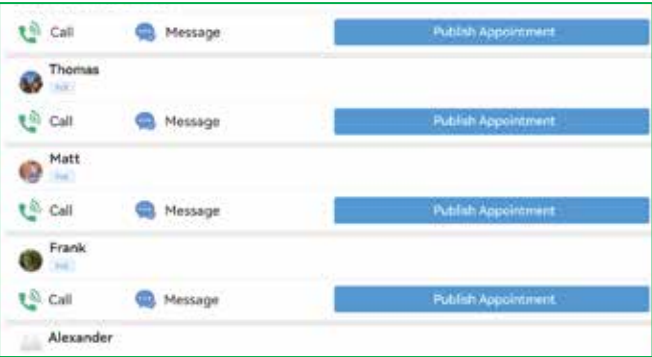 Call Message Publish Appointment
Thomas
Call Message Publish Appointment
Matt
Call Message Publish Appointment
Frank
Call Message Publish Appointment
Alexander